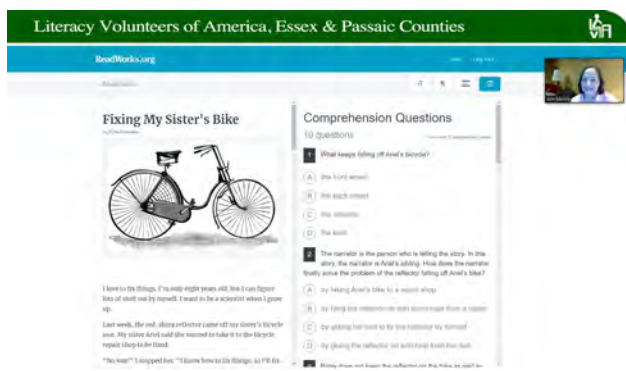 Literacy Volunteers of America, Essex & Passaic Counties
ReadWorks.org
Fixing My Sister's Bike
I love to fix things. I'm only eight years old, but I can figure
lots of stuff out by myself. I want to be a scientist when I grow
up.
Last week, the red, shiny reflector came off my sister's bicycle
seat. My sister Ariel said she wanted to take it to the bicycle
repair shop to be fixed.
"No way!" I stopped her. "I know how to fix things, so I'll fix
Comprehension Questions
10 questions
1 What keeps falling off Ariel's bicycle?
A the front wheel
B the back wheel
C the reflector
D the seat
2 The narrator is the person who is telling the story. In this
story, the narrator is Ariel's sibling. How does the narrator
finally solve the problem of the reflector falling off Ariel's bike?
A by taking Ariel's bike to a repair shop
B by tying the reflector on with
C by asking
D by gluing the reflector on with help from